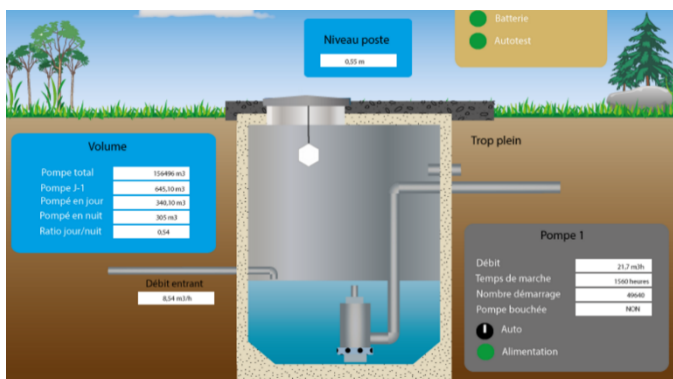 Batterie
Niveau poste
Autotest
0,55 m
Trop plein
Volume
Pompe total 156496 m3
Pompe J-1 645,10 m3
Pompé en jour 340,10 m3
Pompé en nuit 305 m3
Ratio jour/nuit 0,54
Pompe 1
Débit 21,7 m3h
Temps de marche 1560 heures
Débit entrant
Nombre démarrage 49640
8,54 m3/h
Pompe bouchée NON
Auto
Alimentation